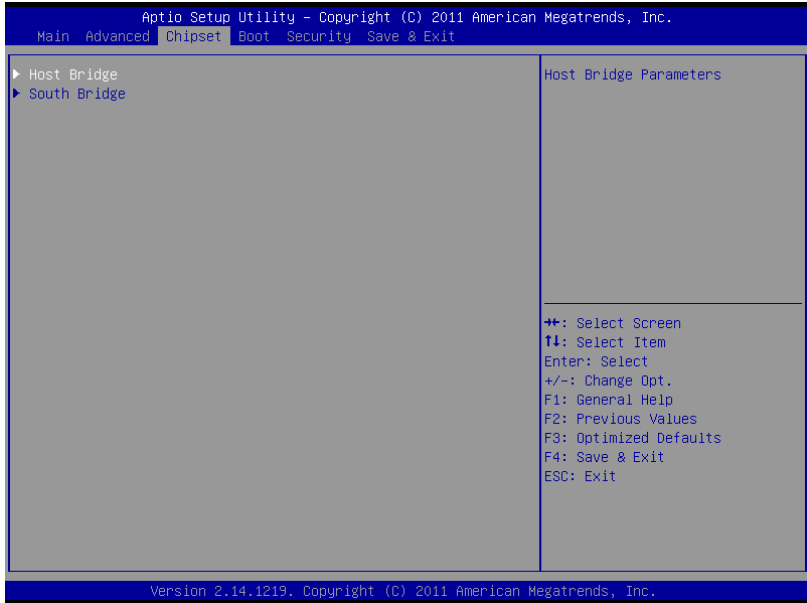 Aptio Setup Utility – Copyright (C) 2011 American Megatrends, Inc.
Main Advanced Chipset Boot Security Save & Exit
▶ Host Bridge
▶ South Bridge
Host Bridge Parameters
→←: Select Screen
↑↓: Select Item
Enter: Select
+/-: Change Opt.
F1: General Help
F2: Previous Values
F3: Optimized Defaults
F4: Save & Exit
ESC: Exit
Version 2.14.1219. Copyright (C) 2011 American Megatrends, Inc.